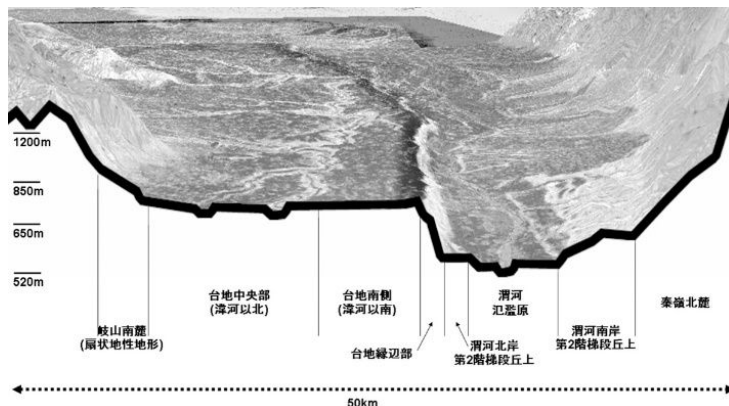 1200m
850m
650m
520m
岐山南麓
(扇状地性地形)
台地中央部
(湋河以北)
台地南側
(湋河以南)
台地縁辺部
渭河北岸
第2階梯段丘上
渭河
氾濫原
渭河南岸
第2階梯段丘上
秦嶺北麓
50km